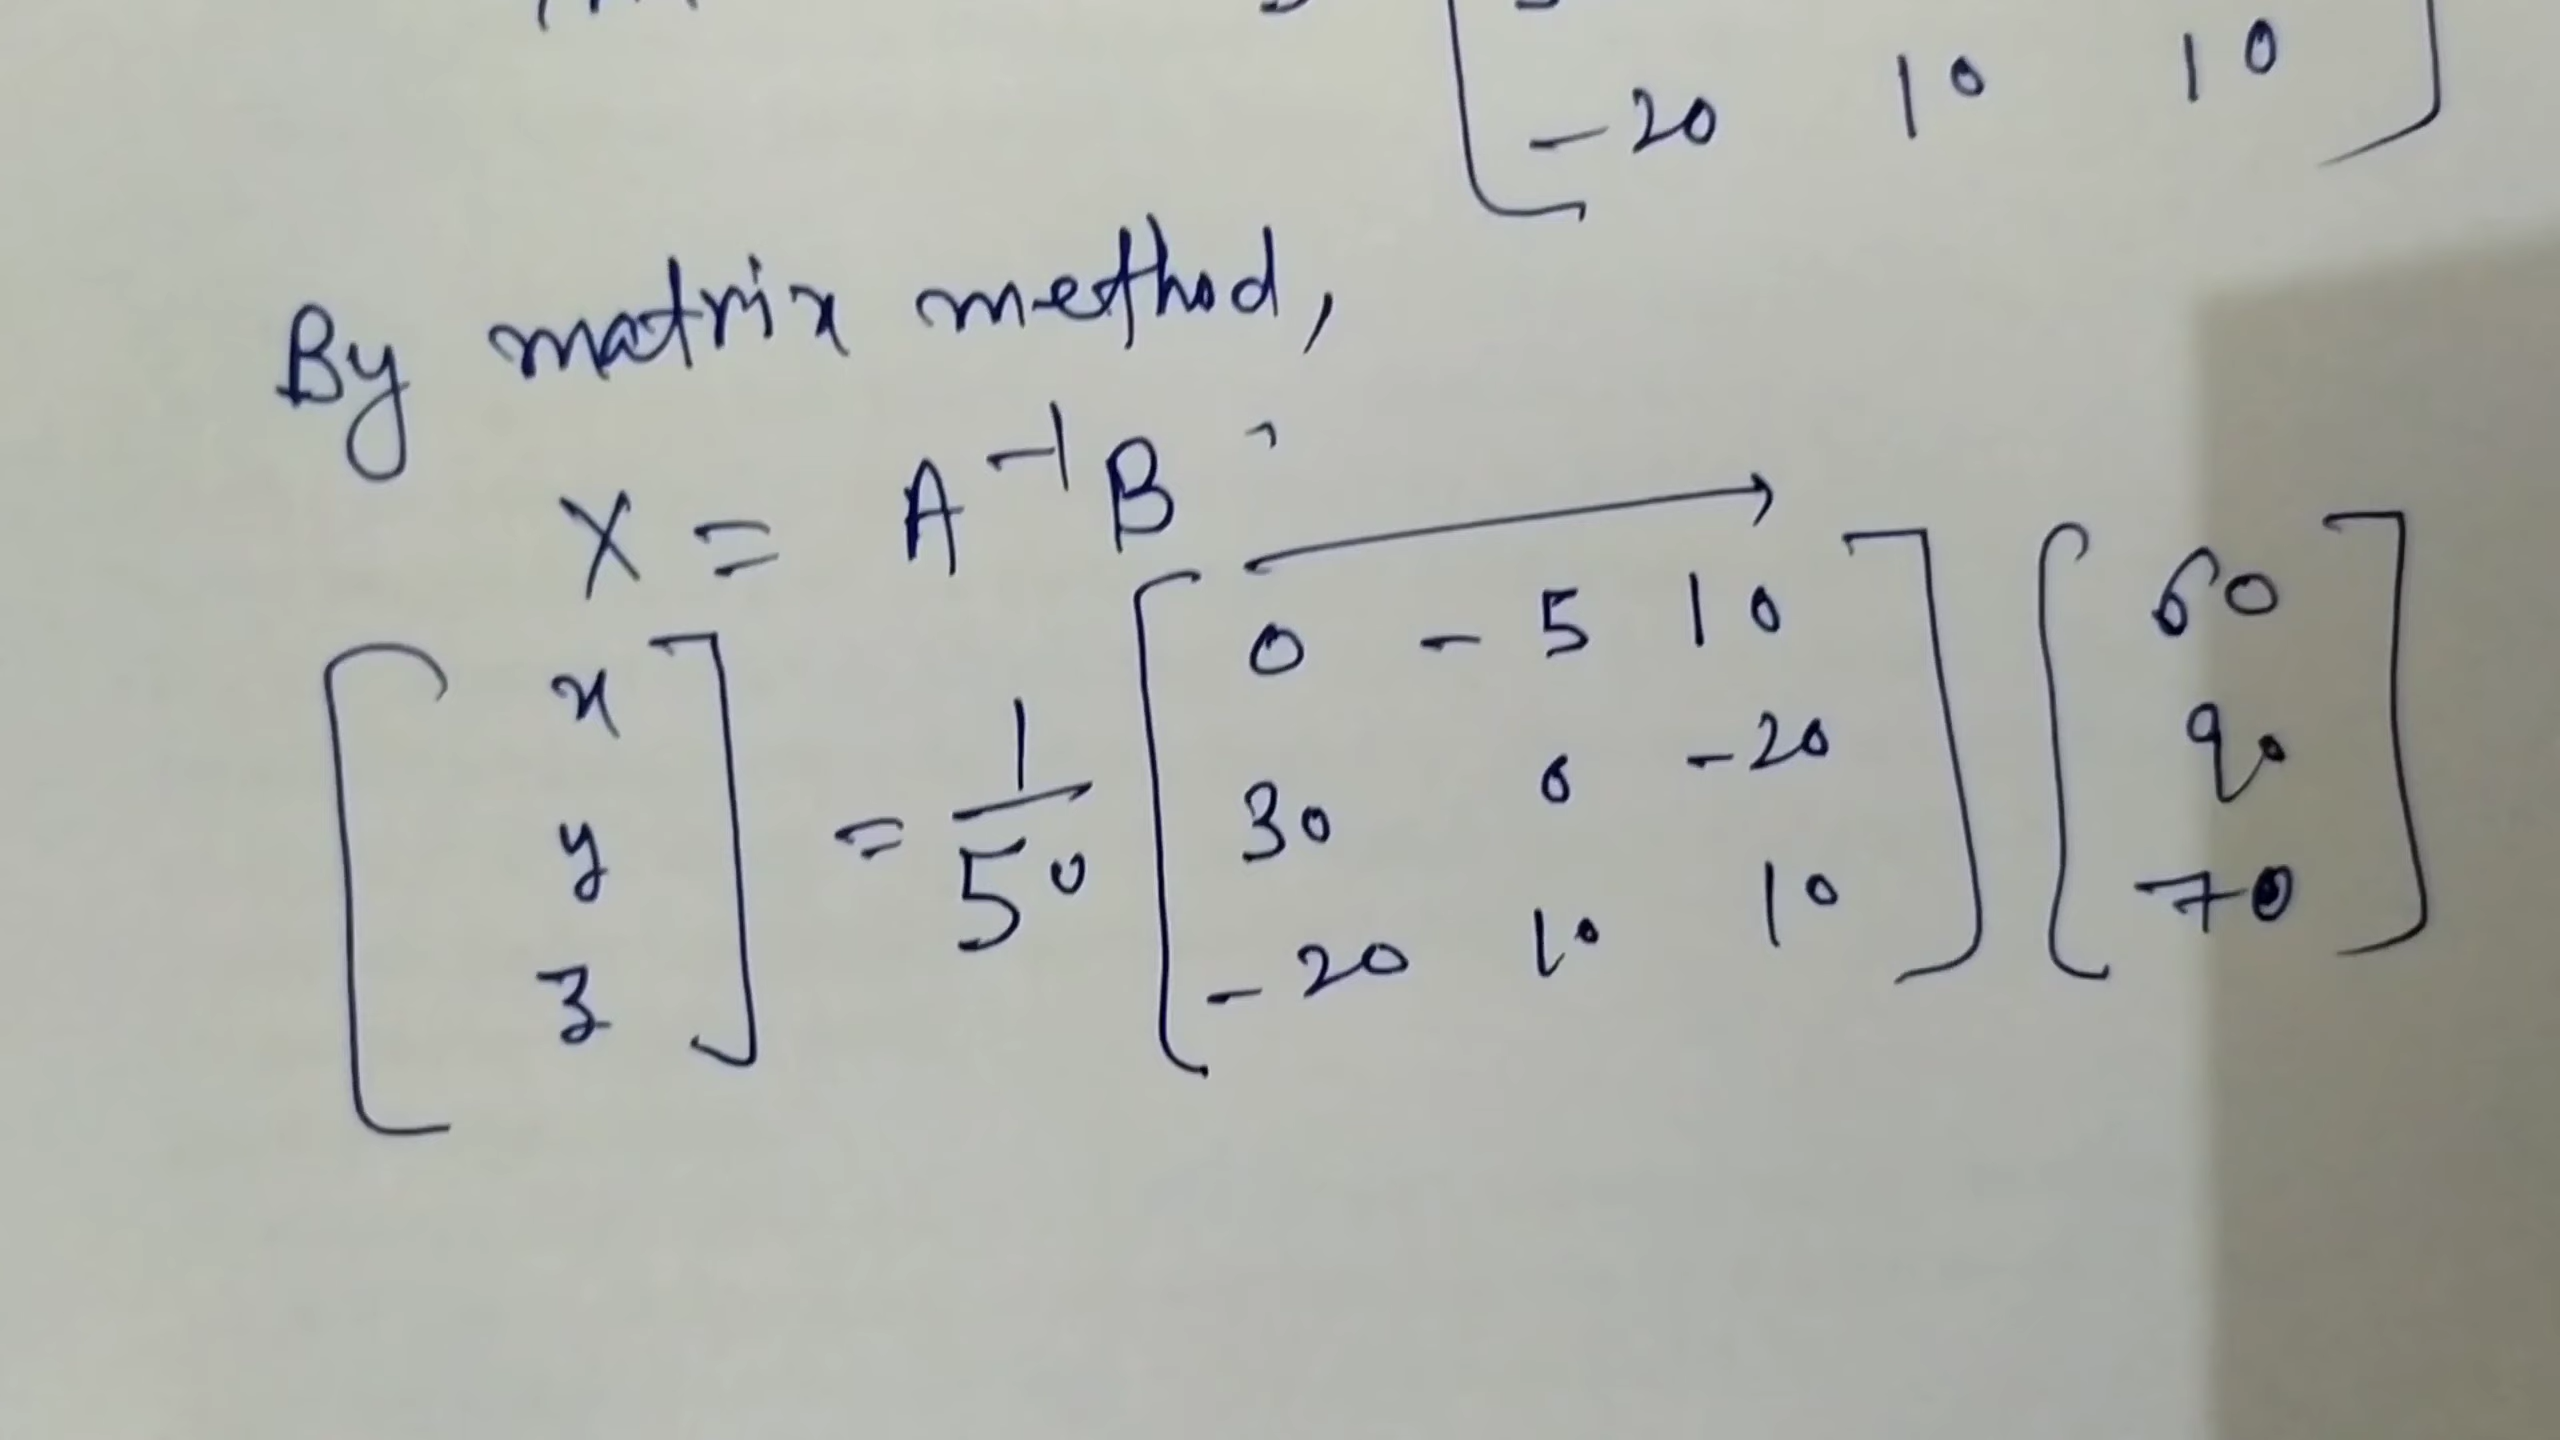 -20 10 10
By matrix method,
X = A⁻¹B
[x y z] = 1/50 [0 -5 10
30 0 -20
-20 10 10] [60 90 70]